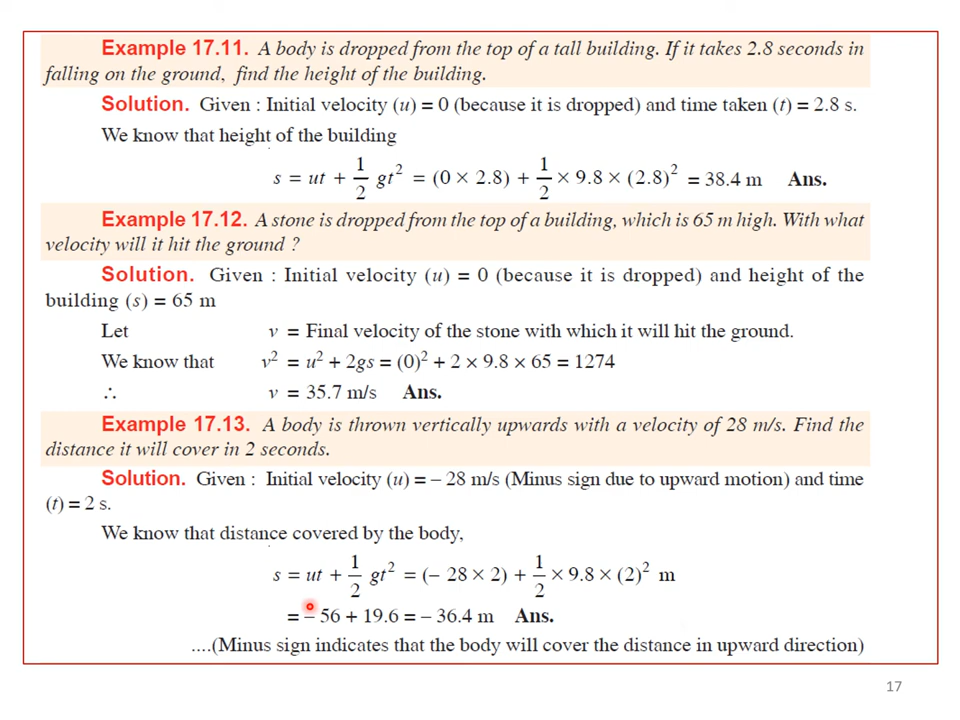 Example 17.11. A body is dropped from the top of a tall building. If it takes 2.8 seconds in
falling on the ground, find the height of the building.
Solution. Given : Initial velocity (u) = 0 (because it is dropped) and time taken (t) = 2.8 s.
We know that height of the building
s = ut + 1/2 gt² = (0 × 2.8) + 1/2 × 9.8 × (2.8)² = 38.4 m Ans.
Example 17.12. A stone is dropped from the top of a building, which is 65 m high. With what
velocity will it hit the ground ?
Solution. Given : Initial velocity (u) = 0 (because it is dropped) and height of the
building (s) = 65 m
Let v = Final velocity of the stone with which it will hit the ground.
We know that v² = u² + 2gs = (0)² + 2 × 9.8 × 65 = 1274
∴ v = 35.7 m/s Ans.
Example 17.13. A body is thrown vertically upwards with a velocity of 28 m/s. Find the
distance it will cover in 2 seconds.
Solution. Given : Initial velocity (u) = – 28 m/s (Minus sign due to upward motion) and time
(t) = 2 s.
We know that distance covered by the body,
s = ut + 1/2 gt² = (– 28 × 2) + 1/2 × 9.8 × (2)² m
= – 56 + 19.6 = – 36.4 m Ans.
....(Minus sign indicates that the body will cover the distance in upward direction)
17